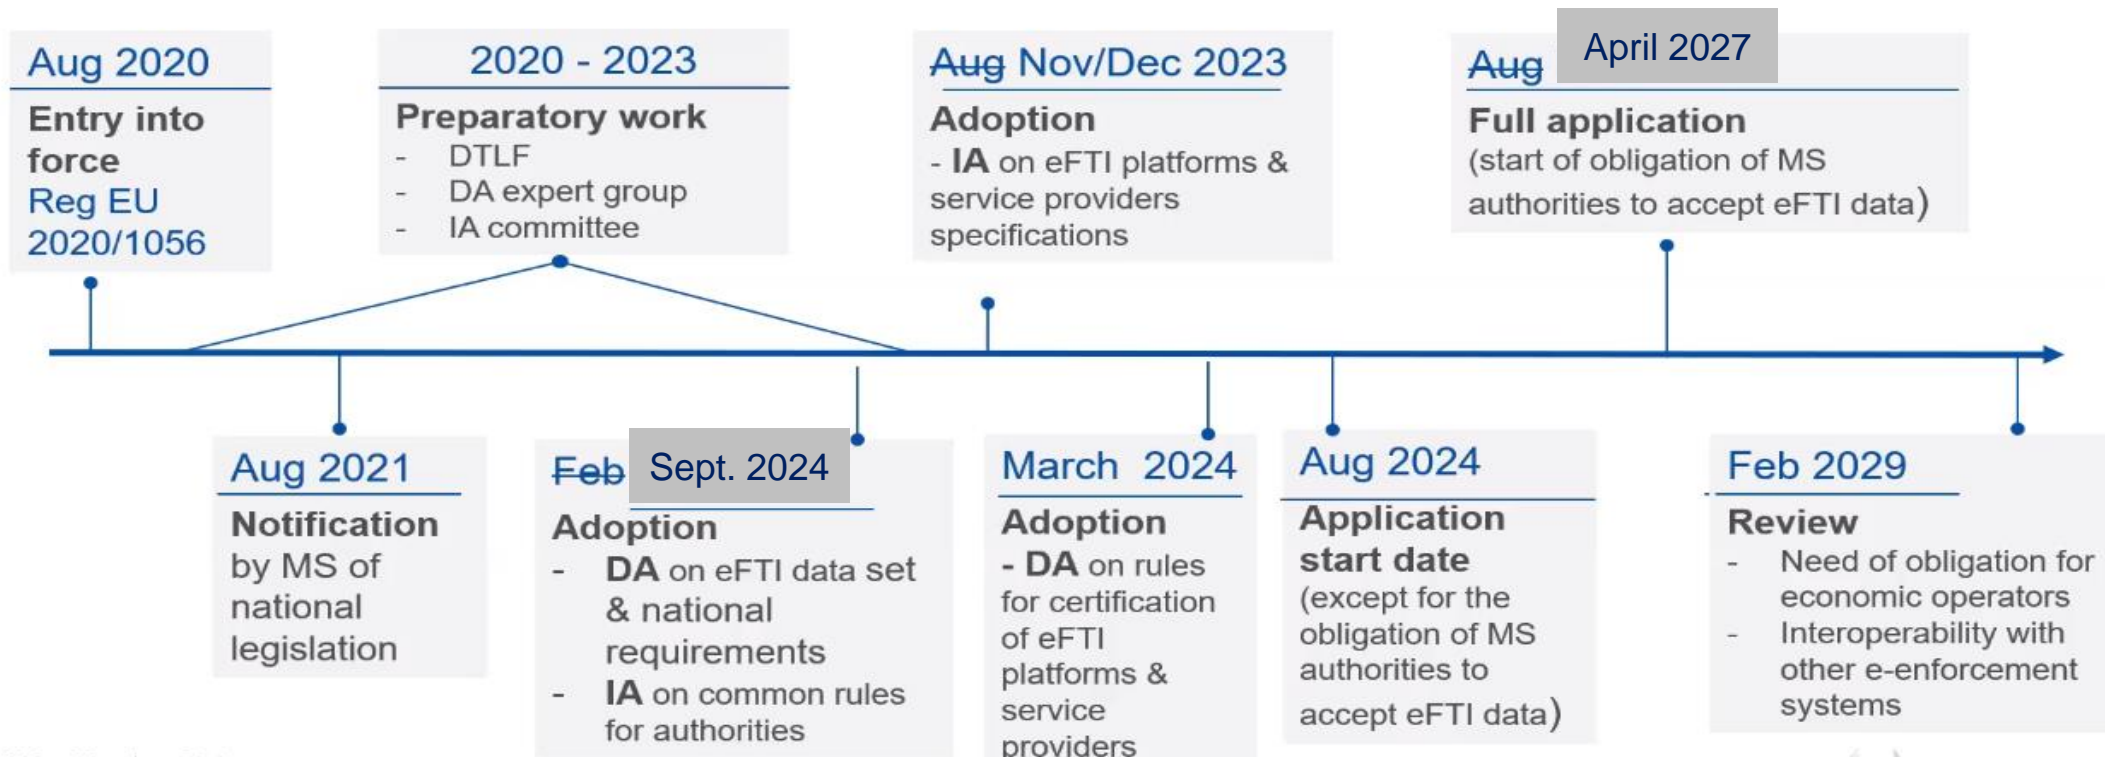 Aug 2020
Entry into
force
Reg EU
2020/1056
2020 - 2023
Preparatory work
- DTLF
- DA expert group
- IA committee
Aug Nov/Dec 2023
Adoption
- IA on eFTI platforms &
service providers
specifications
Aug April 2027
Full application
(start of obligation of MS
authorities to accept eFTI data)
Aug 2021
Notification
by MS of
national
legislation
Feb Sept. 2024
Adoption
- DA on eFTI data set
& national
requirements
- IA on common rules
for authorities
March 2024
Adoption
- DA on rules
for certification
of eFTI
platforms &
service
providers
Aug 2024
Application
start date
(except for the
obligation of MS
authorities to
accept eFTI data)
Feb 2029
Review
- Need of obligation for
economic operators
- Interoperability with
other e-enforcement
systems